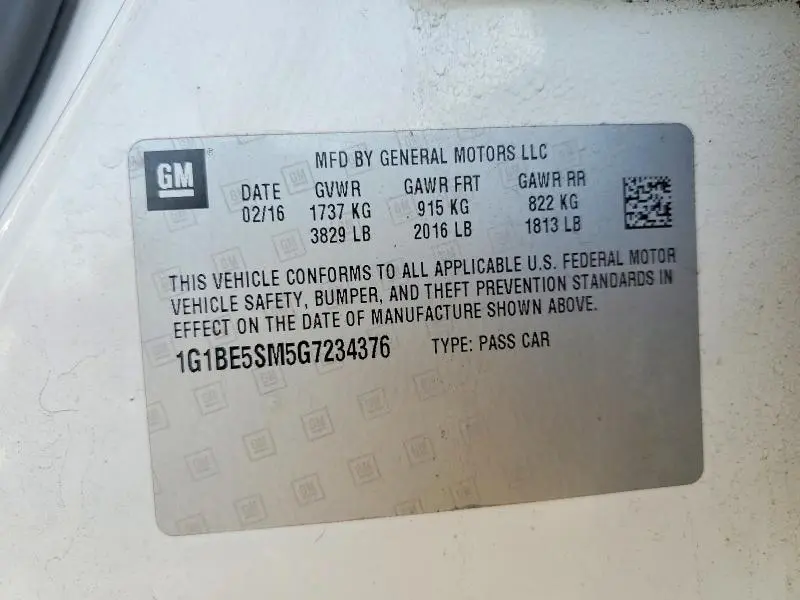 GM
MFD BY GENERAL MOTORS LLC
DATE GVWR GAWR FRT GAWR RR
02/16 1737 KG 915 KG 822 KG
3829 LB 2016 LB 1813 LB
THIS VEHICLE CONFORMS TO ALL APPLICABLE U.S. FEDERAL MOTOR
VEHICLE SAFETY, BUMPER, AND THEFT PREVENTION STANDARDS IN
EFFECT ON THE DATE OF MANUFACTURE SHOWN ABOVE.
1G1BE5SM5G7234376 TYPE: PASS CAR